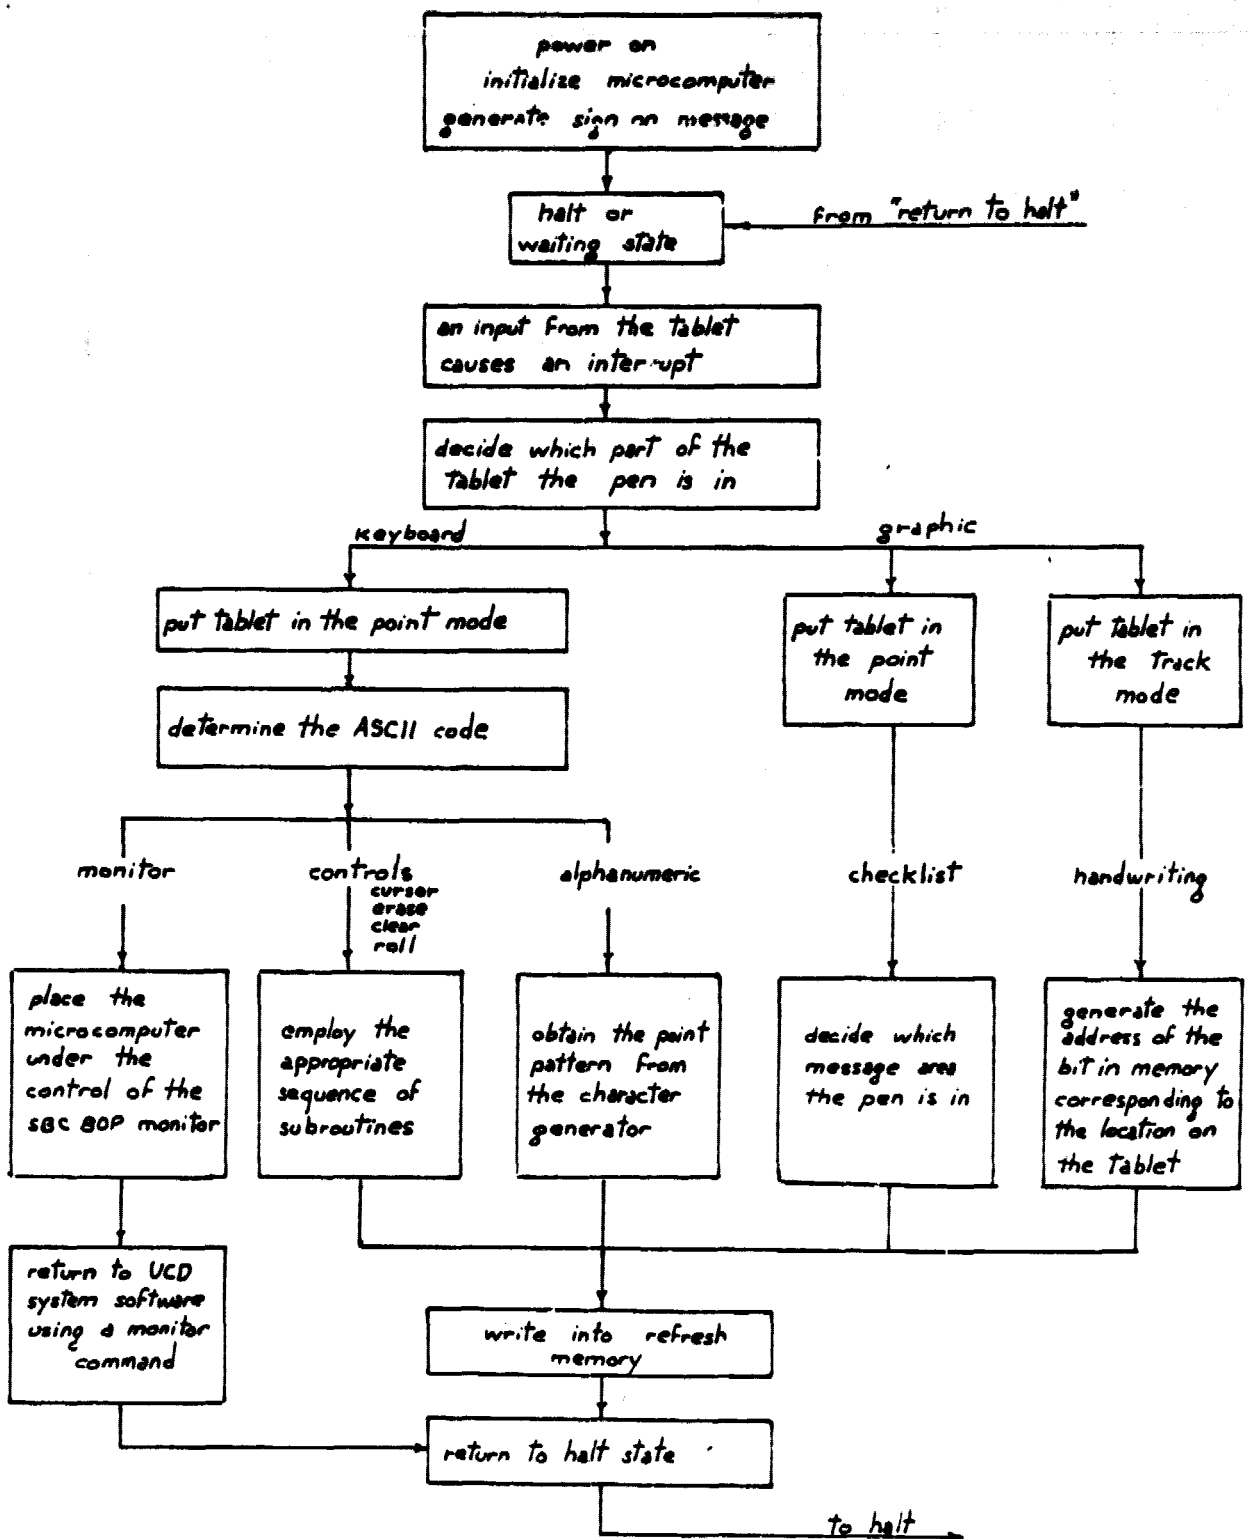 power on
initialize microcomputer
generate sign on message
halt or
waiting state
from "return to halt"
an input from the tablet
causes an interrupt
decide which part of the
tablet the pen is in
keyboard
graphic
put tablet in the point mode
put tablet in
the point
mode
put tablet in
the track
mode
determine the ASCII code
monitor
controls
cursor
erase
clear
roll
alphanumeric
checklist
handwriting
place the
microcomputer
under the
control of the
SBC 80P monitor
employ the
appropriate
sequence of
subroutines
obtain the point
pattern from
the character
generator
decide which
message area
the pen is in
generate the
address of the
bit in memory
corresponding to
the location on
the tablet
return to UCD
system software
using a monitor
command
write into refresh
memory
return to halt state
to halt